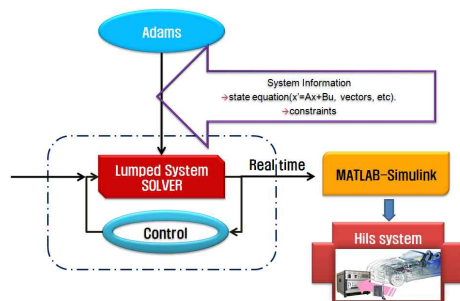 Adams
System Information
→state equation(x'=Ax+Bu, vectors, etc).
→constraints
Lumped System
SOLVER
Real time
MATLAB-Simulink
Control
Hils system